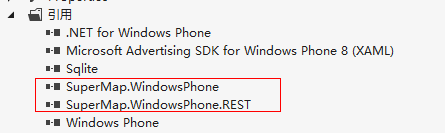 引用
.NET for Windows Phone
Microsoft Advertising SDK for Windows Phone 8 (XAML)
Sqlite
SuperMap.WindowsPhone
SuperMap.WindowsPhone.REST
Windows Phone